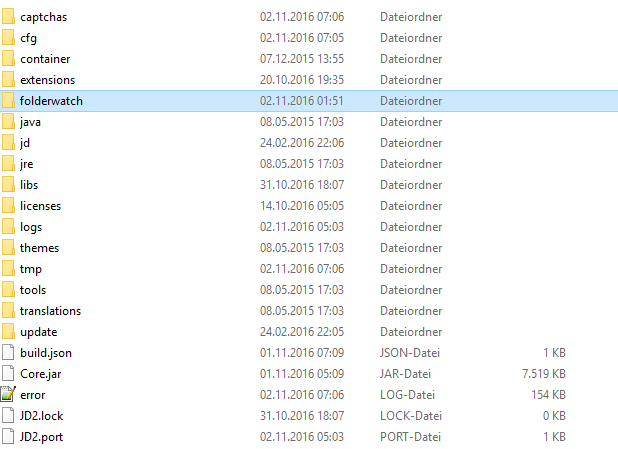 captchas 02.11.2016 07:06 Dateiordner
cfg 02.11.2016 07:05 Dateiordner
container 07.12.2015 13:55 Dateiordner
extensions 20.10.2016 19:35 Dateiordner
folderwatch 02.11.2016 01:51 Dateiordner
java 08.05.2015 17:03 Dateiordner
jd 24.02.2016 22:06 Dateiordner
jre 08.05.2015 17:03 Dateiordner
libs 31.10.2016 18:07 Dateiordner
licenses 14.10.2016 05:05 Dateiordner
logs 02.11.2016 05:03 Dateiordner
themes 08.05.2015 17:03 Dateiordner
tmp 02.11.2016 07:06 Dateiordner
tools 08.05.2015 17:03 Dateiordner
translations 08.05.2015 17:03 Dateiordner
update 24.02.2016 22:05 Dateiordner
build.json 01.11.2016 07:09 JSON-Datei 1 KB
Core.jar 01.11.2016 05:09 JAR-Datei 7.519 KB
error 02.11.2016 07:06 LOG-Datei 154 KB
JD2.lock 31.10.2016 18:07 LOCK-Datei 0 KB
JD2.port 02.11.2016 05:03 PORT-Datei 1 KB